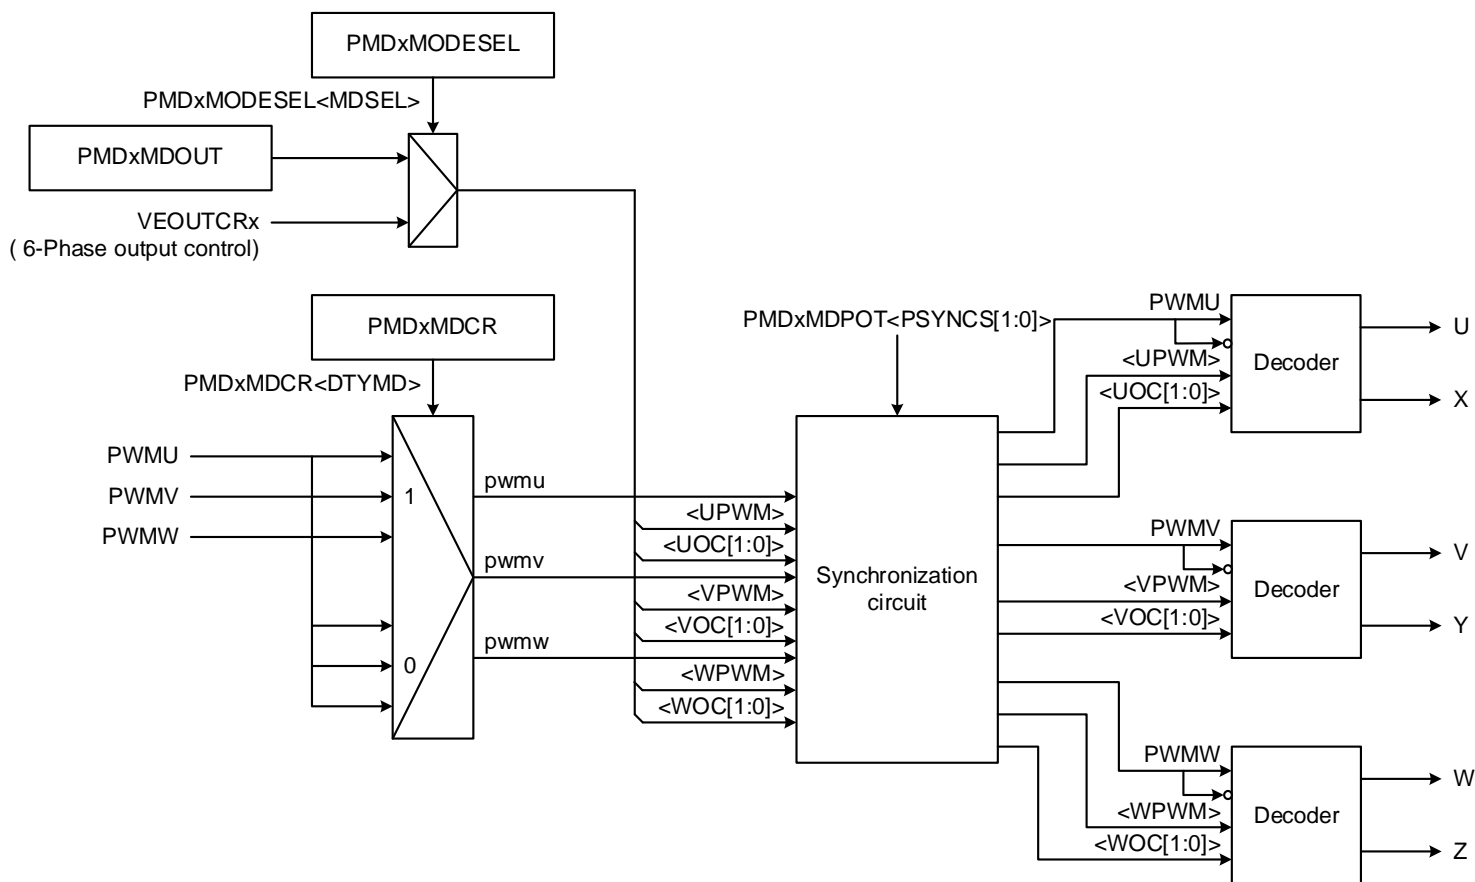 PMDxMODESEL
PMDxMODESEL<MDSEL>
PMDxMDOUT
VEOUTCRx
( 6-Phase output control)
PMDxMDCR
PMDxMDCR<DTYMD>
PWMU
PWMV
PWMW
1
0
pwmu
pwmv
pwmw
<UPWM>
<UOC[1:0]>
<VPWM>
<VOC[1:0]>
<WPWM>
<WOC[1:0]>
PMDxMDPOT<PSYNCS[1:0]>
Synchronization
circuit
PWMU
<UPWM>
<UOC[1:0]>
Decoder
U
X
PWMV
<VPWM>
<VOC[1:0]>
Decoder
V
Y
PWMW
<WPWM>
<WOC[1:0]>
Decoder
W
Z